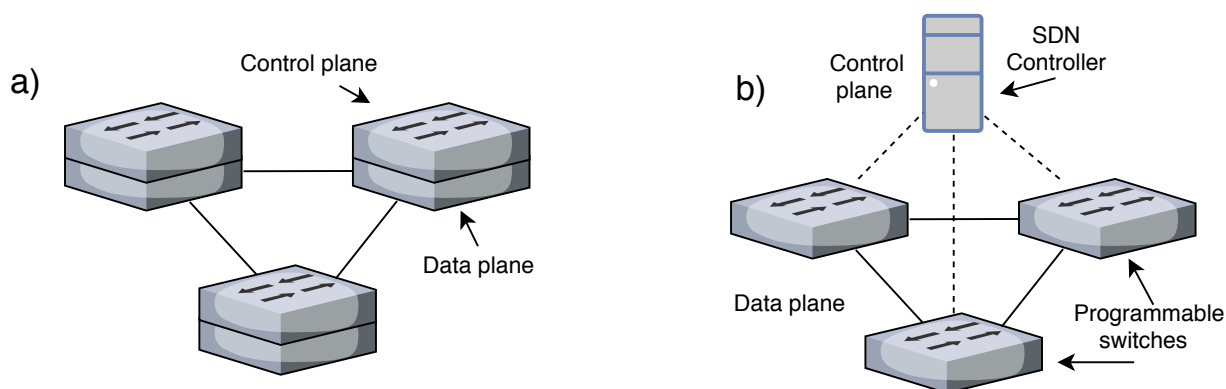 a)
Control plane
Data plane
b)
Control
plane
SDN
Controller
Data plane
Programmable
switches